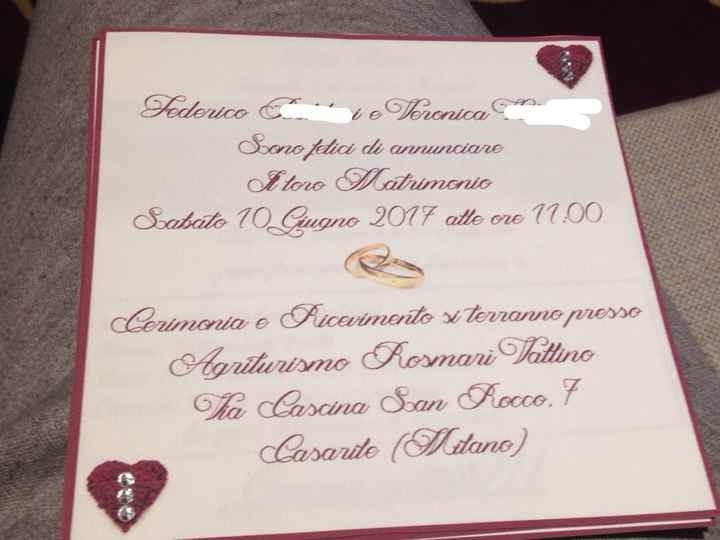 Federico e Veronica
Sono felici di annunciare
Il loro Matrimonio
Sabato 10 Giugno 2017 alle ore 11:00
Cerimonia e Ricevimento si terranno presso
Agriturismo Rosmari Vattino
Via Cascina San Rocco, 7
Casarile (Milano)